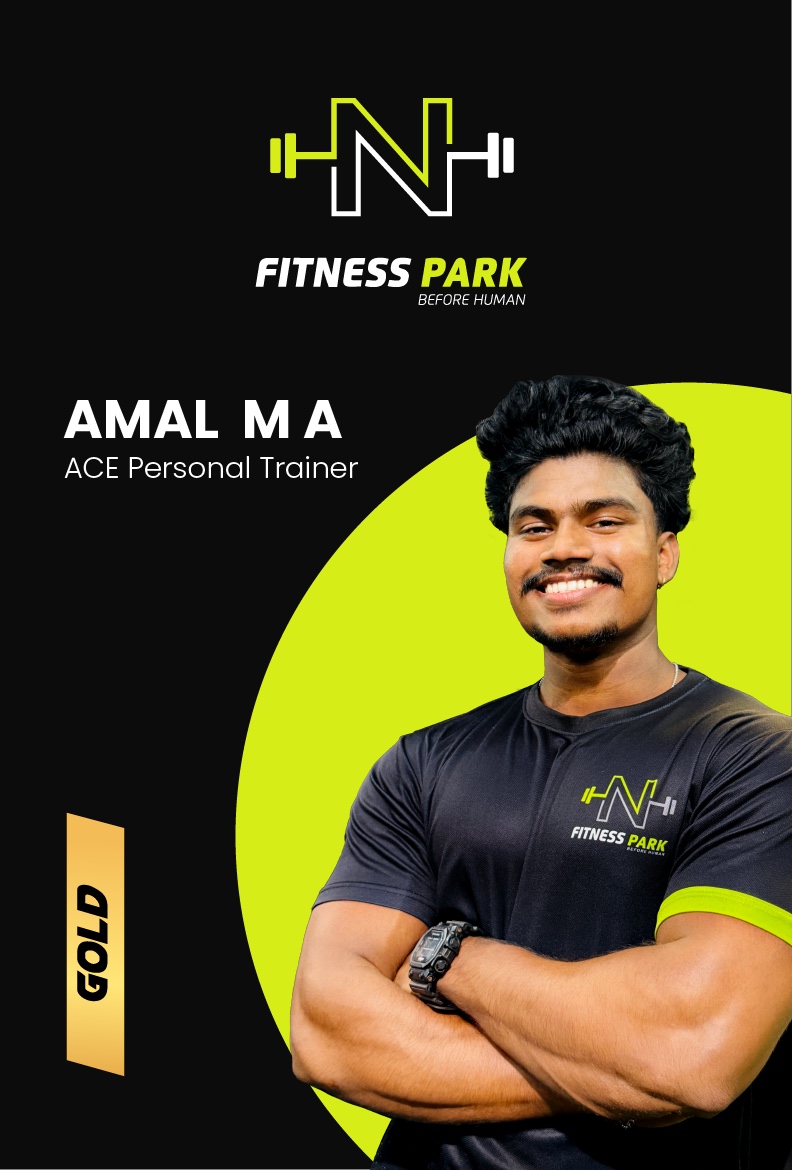 N
FITNESS PARK
BEFORE HUMAN
AMAL M A
ACE Personal Trainer
GOLD
N
FITNESS PARK
BEFORE HUMAN